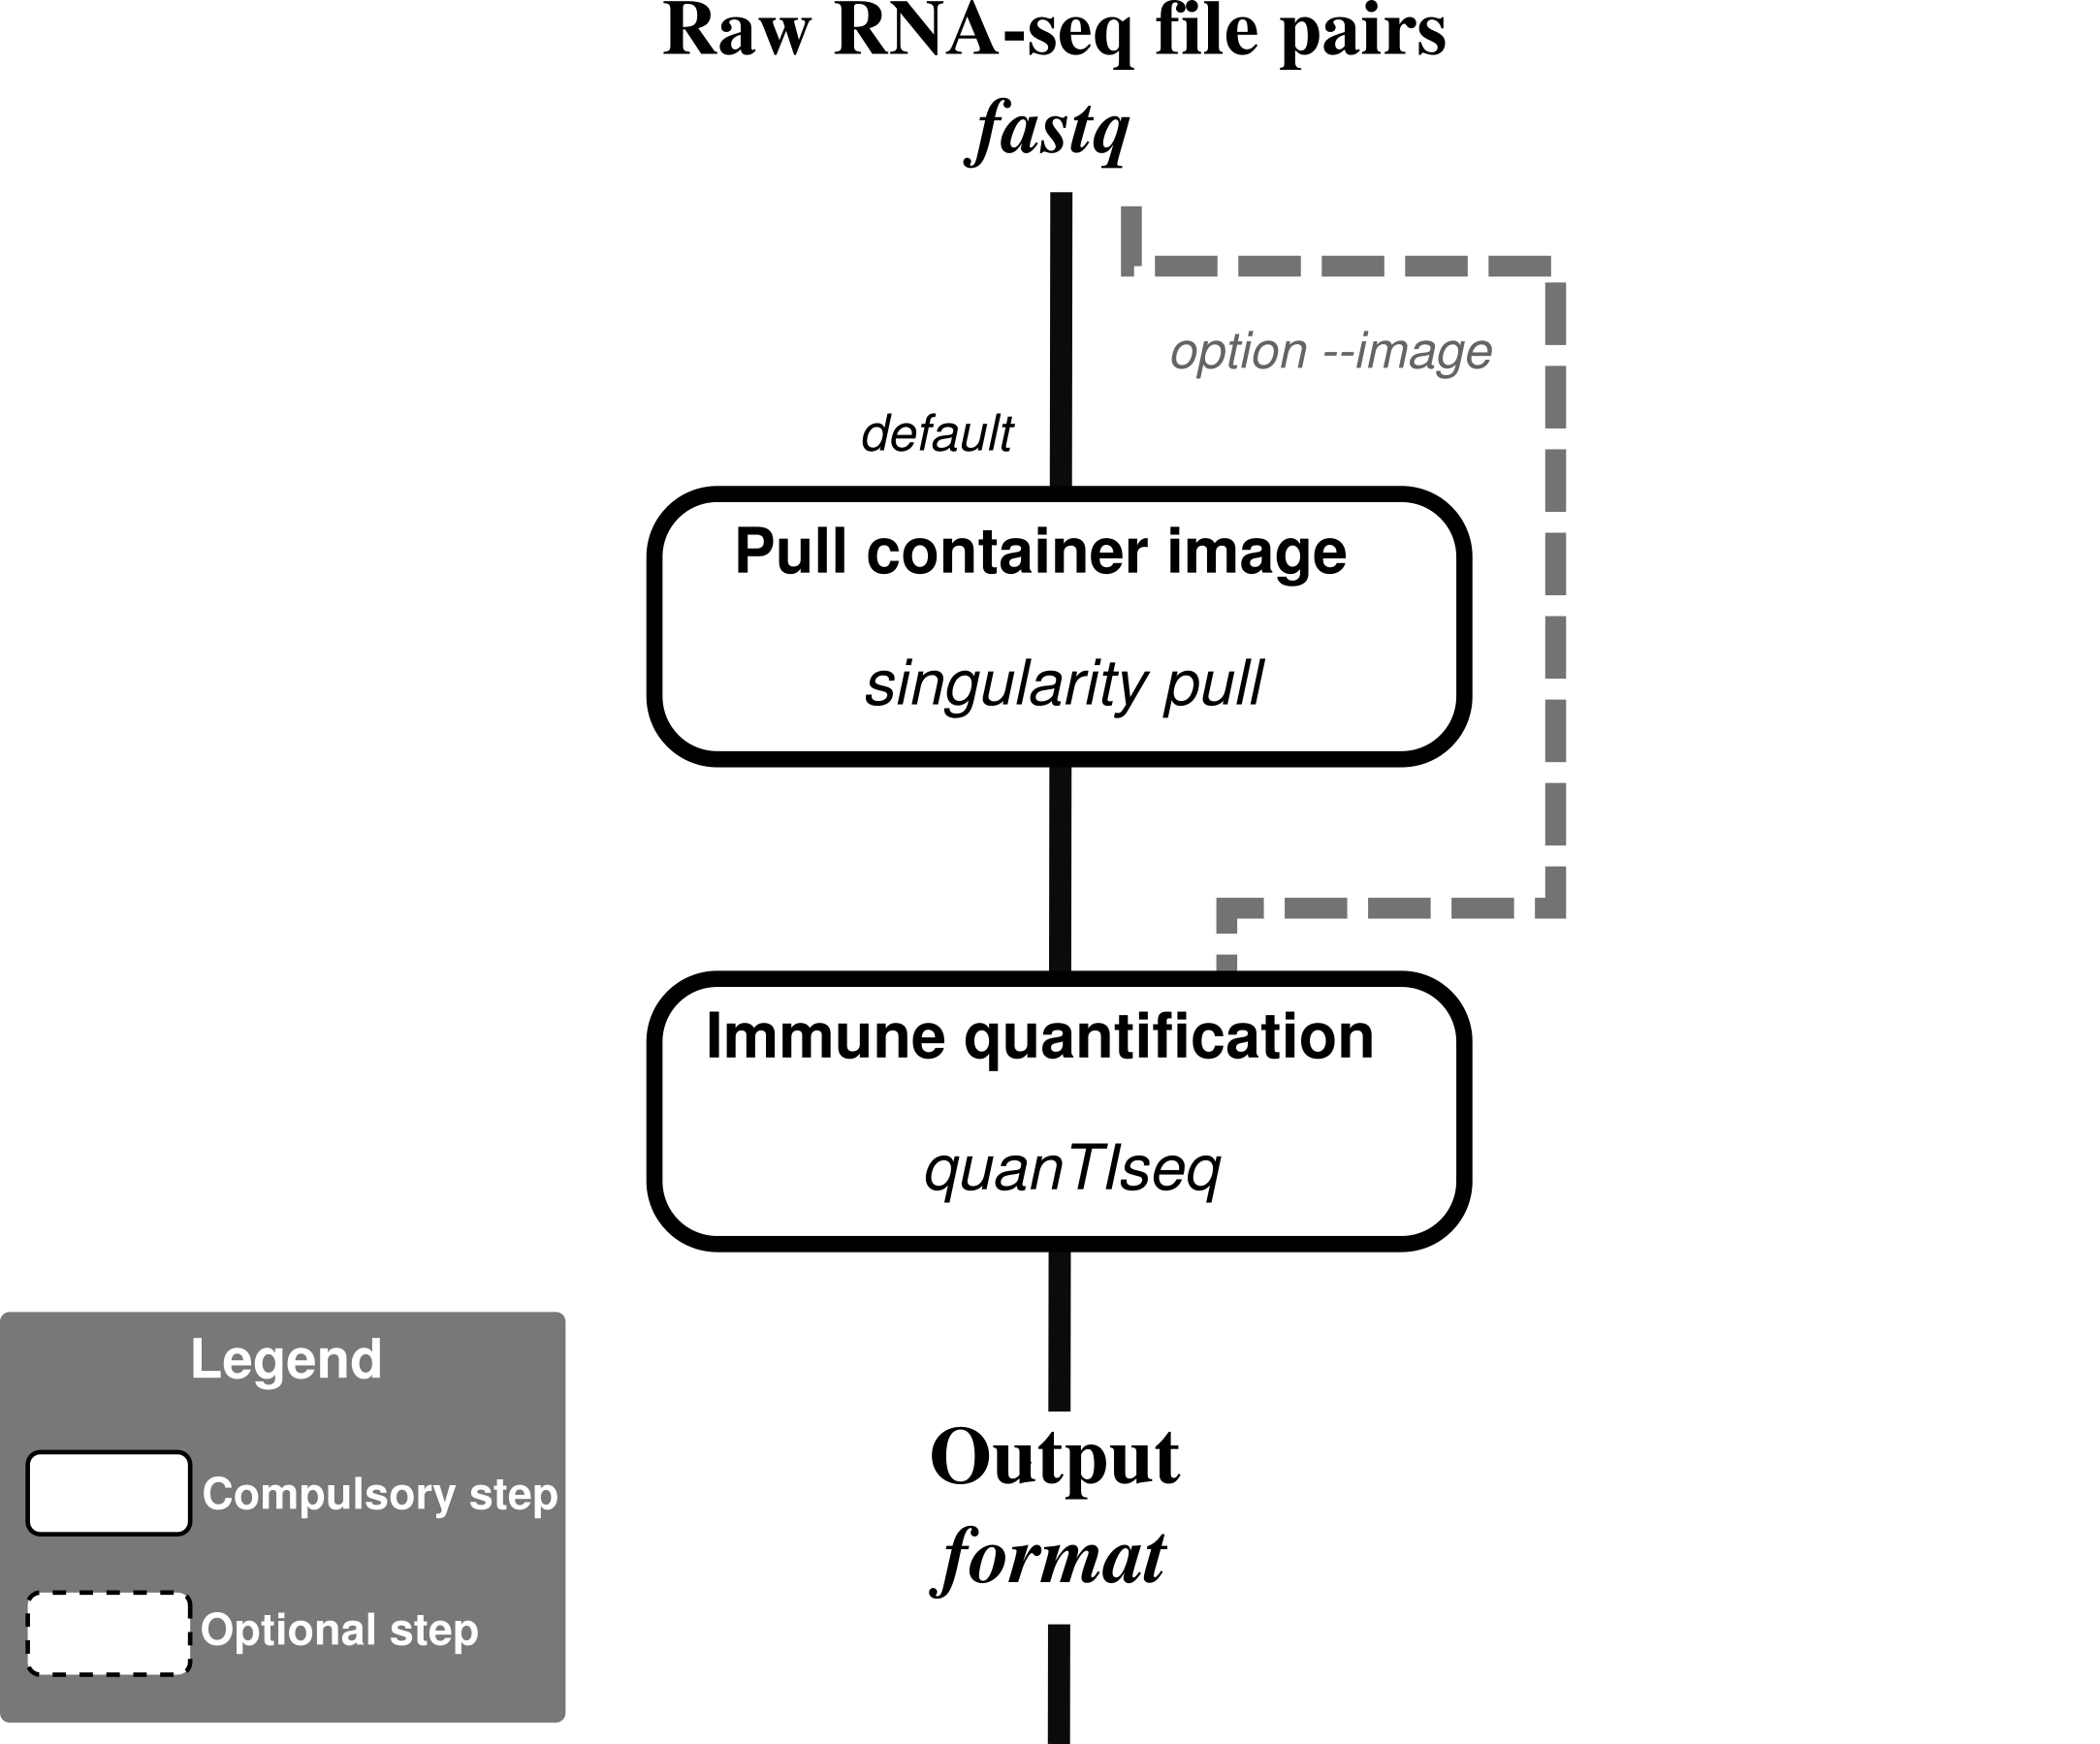 Raw RNA-seq file pairs
fastq
option --image
default
Pull container image
singularity pull
Immune quantification
quanTIseq
Output
format
Legend
Compulsory step
Optional step